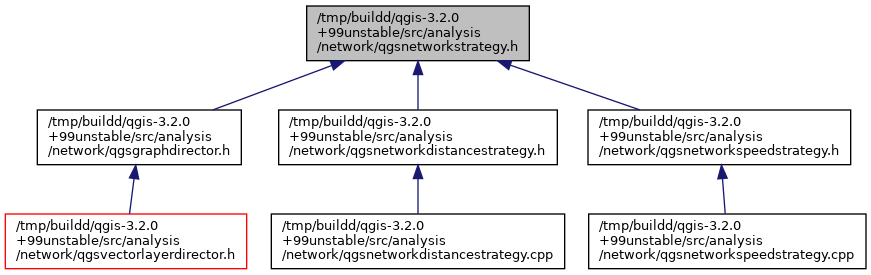 /tmp/buildd/qgis-3.2.0
+99unstable/src/analysis
/network/qgsnetworkstrategy.h
/tmp/buildd/qgis-3.2.0
+99unstable/src/analysis
/network/qgsgraphdirector.h
/tmp/buildd/qgis-3.2.0
+99unstable/src/analysis
/network/qgsnetworkdistancestrategy.h
/tmp/buildd/qgis-3.2.0
+99unstable/src/analysis
/network/qgsnetworkspeedstrategy.h
/tmp/buildd/qgis-3.2.0
+99unstable/src/analysis
/network/qgsvectorlayerdirector.h
/tmp/buildd/qgis-3.2.0
+99unstable/src/analysis
/network/qgsnetworkdistancestrategy.cpp
/tmp/buildd/qgis-3.2.0
+99unstable/src/analysis
/network/qgsnetworkspeedstrategy.cpp